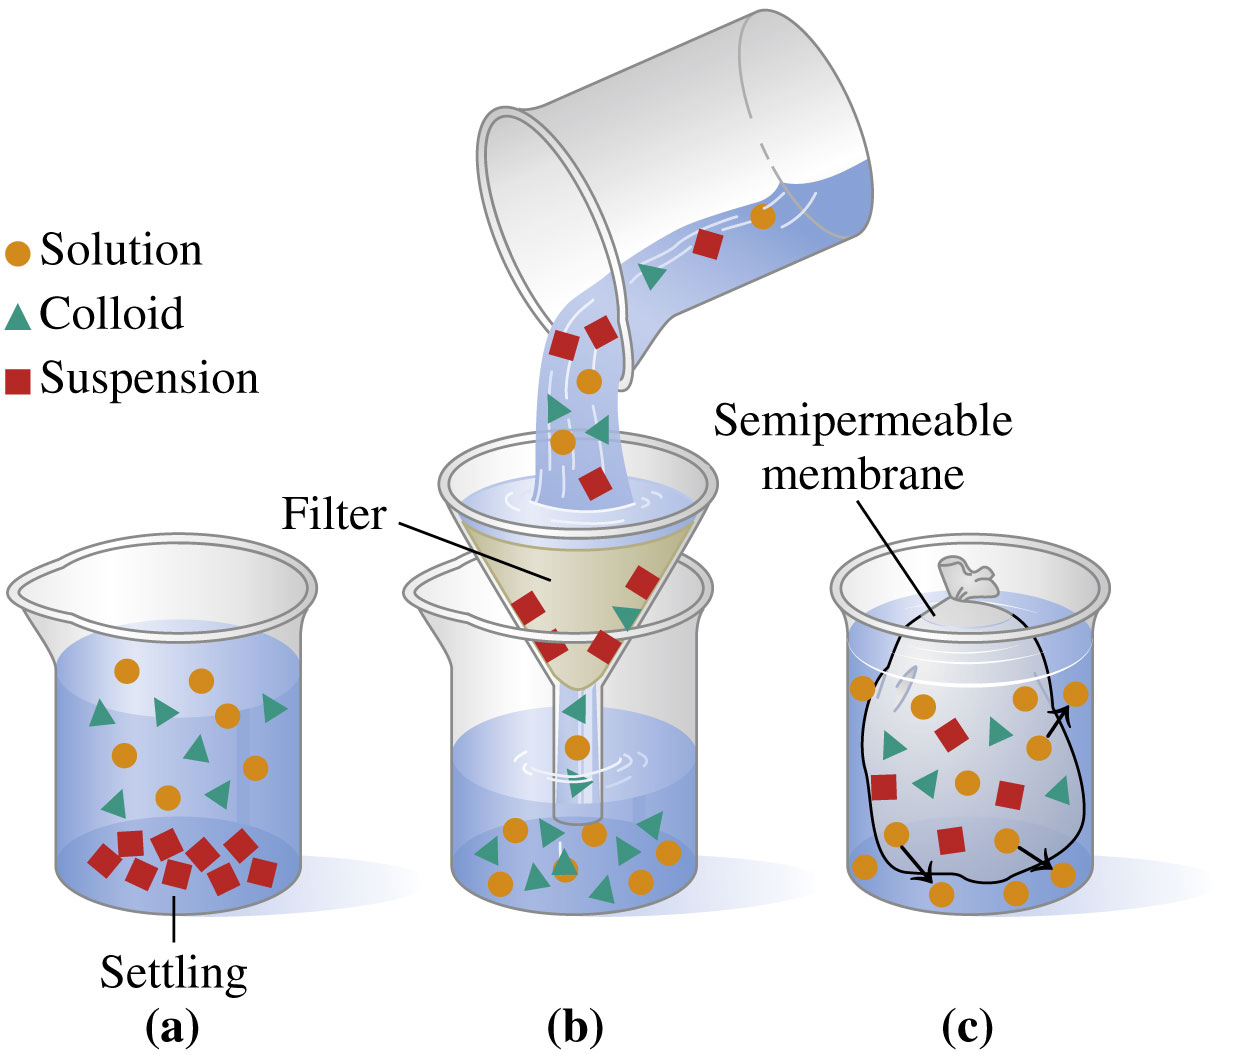 Solution
Colloid
Suspension
Semipermeable
membrane
Filter
Settling
(a)
(b)
(c)